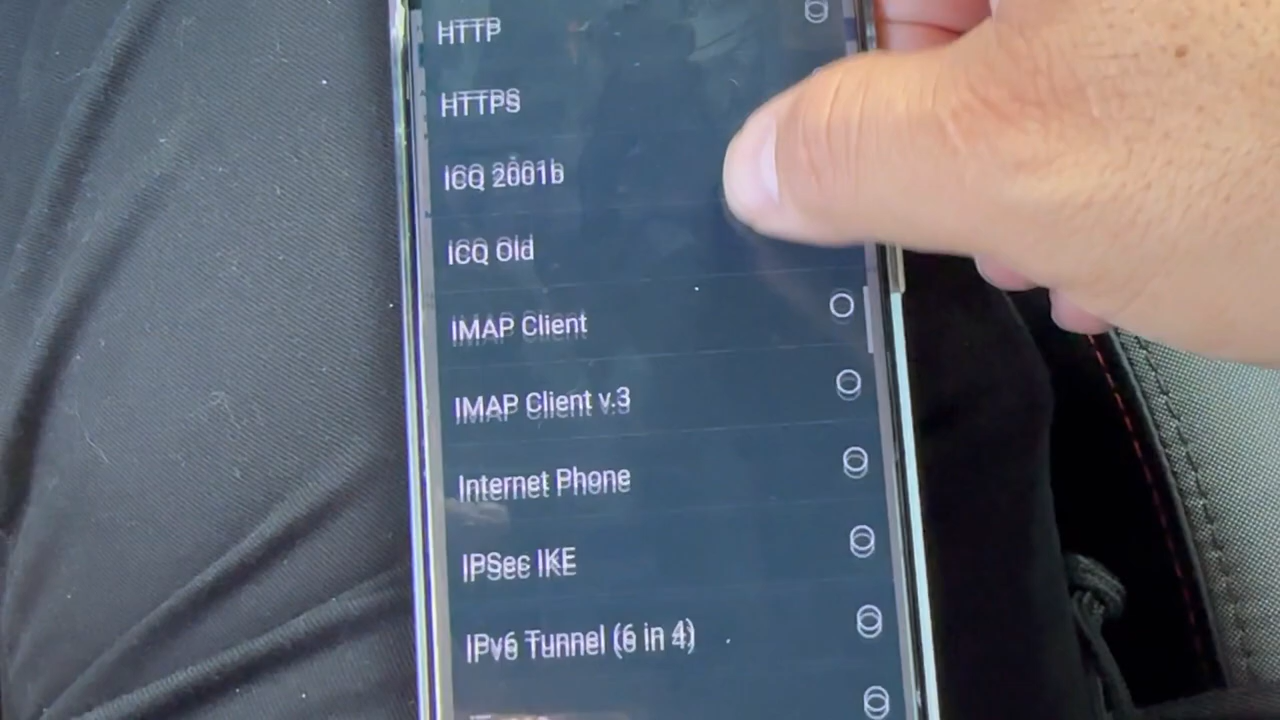 HTTP
HTTPS
ICQ 2001b
ICQ Old
IMAP Client
IMAP Client v.3
Internet Phone
IPSec IKE
IPv6 Tunnel (6 in 4)